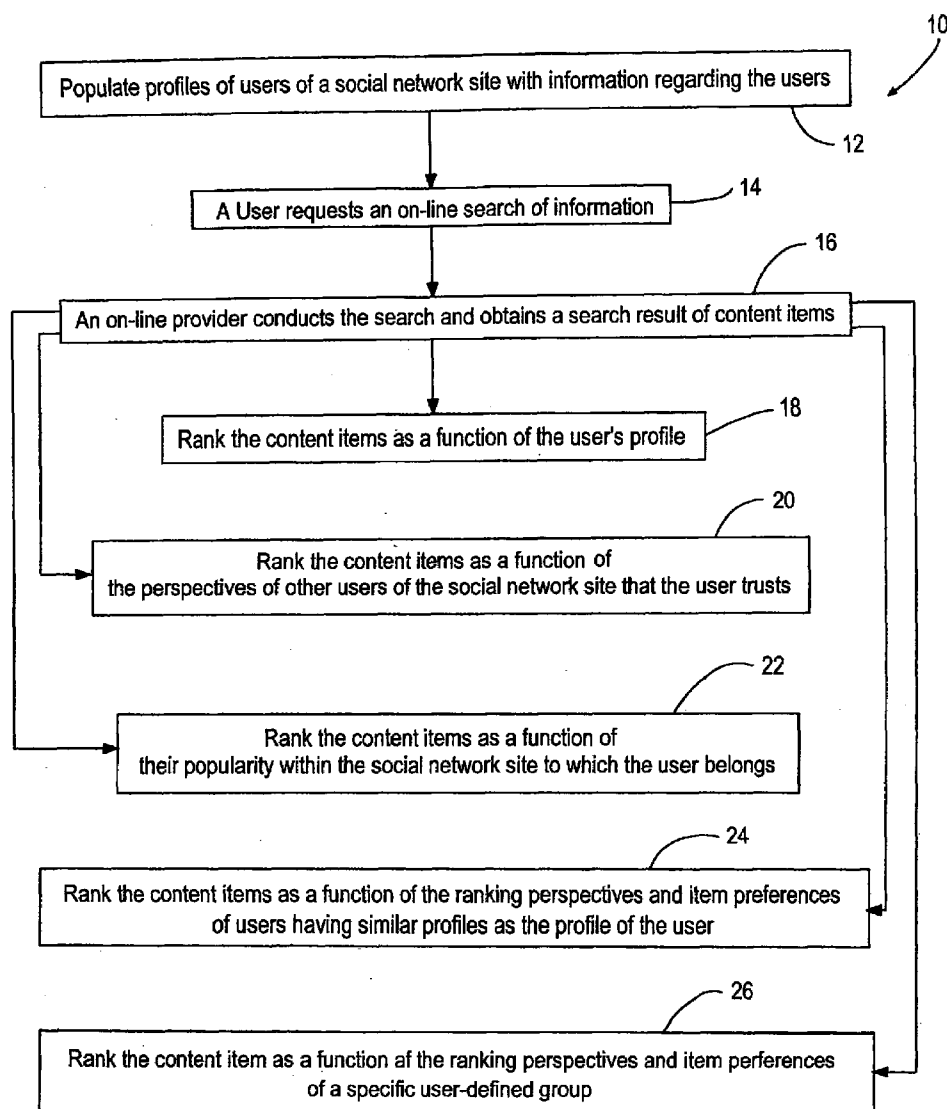 10
Populate profiles of users of a social network site with information regarding the users
12
14
A User requests an on-line search of information
16
An on-line provider conducts the search and obtains a search result of content items
18
Rank the content items as a function of the user's profile
20
Rank the content items as a function of
the perspectives of other users of the social network site that the user trusts
22
Rank the content items as a function of
their popularity within the social network site to which the user belongs
24
Rank the content items as a function of the ranking perspectives and item preferences
of users having similar profiles as the profile of the user
26
Rank the content item as a function af the ranking perspectives and item perferences
of a specific user-defined group